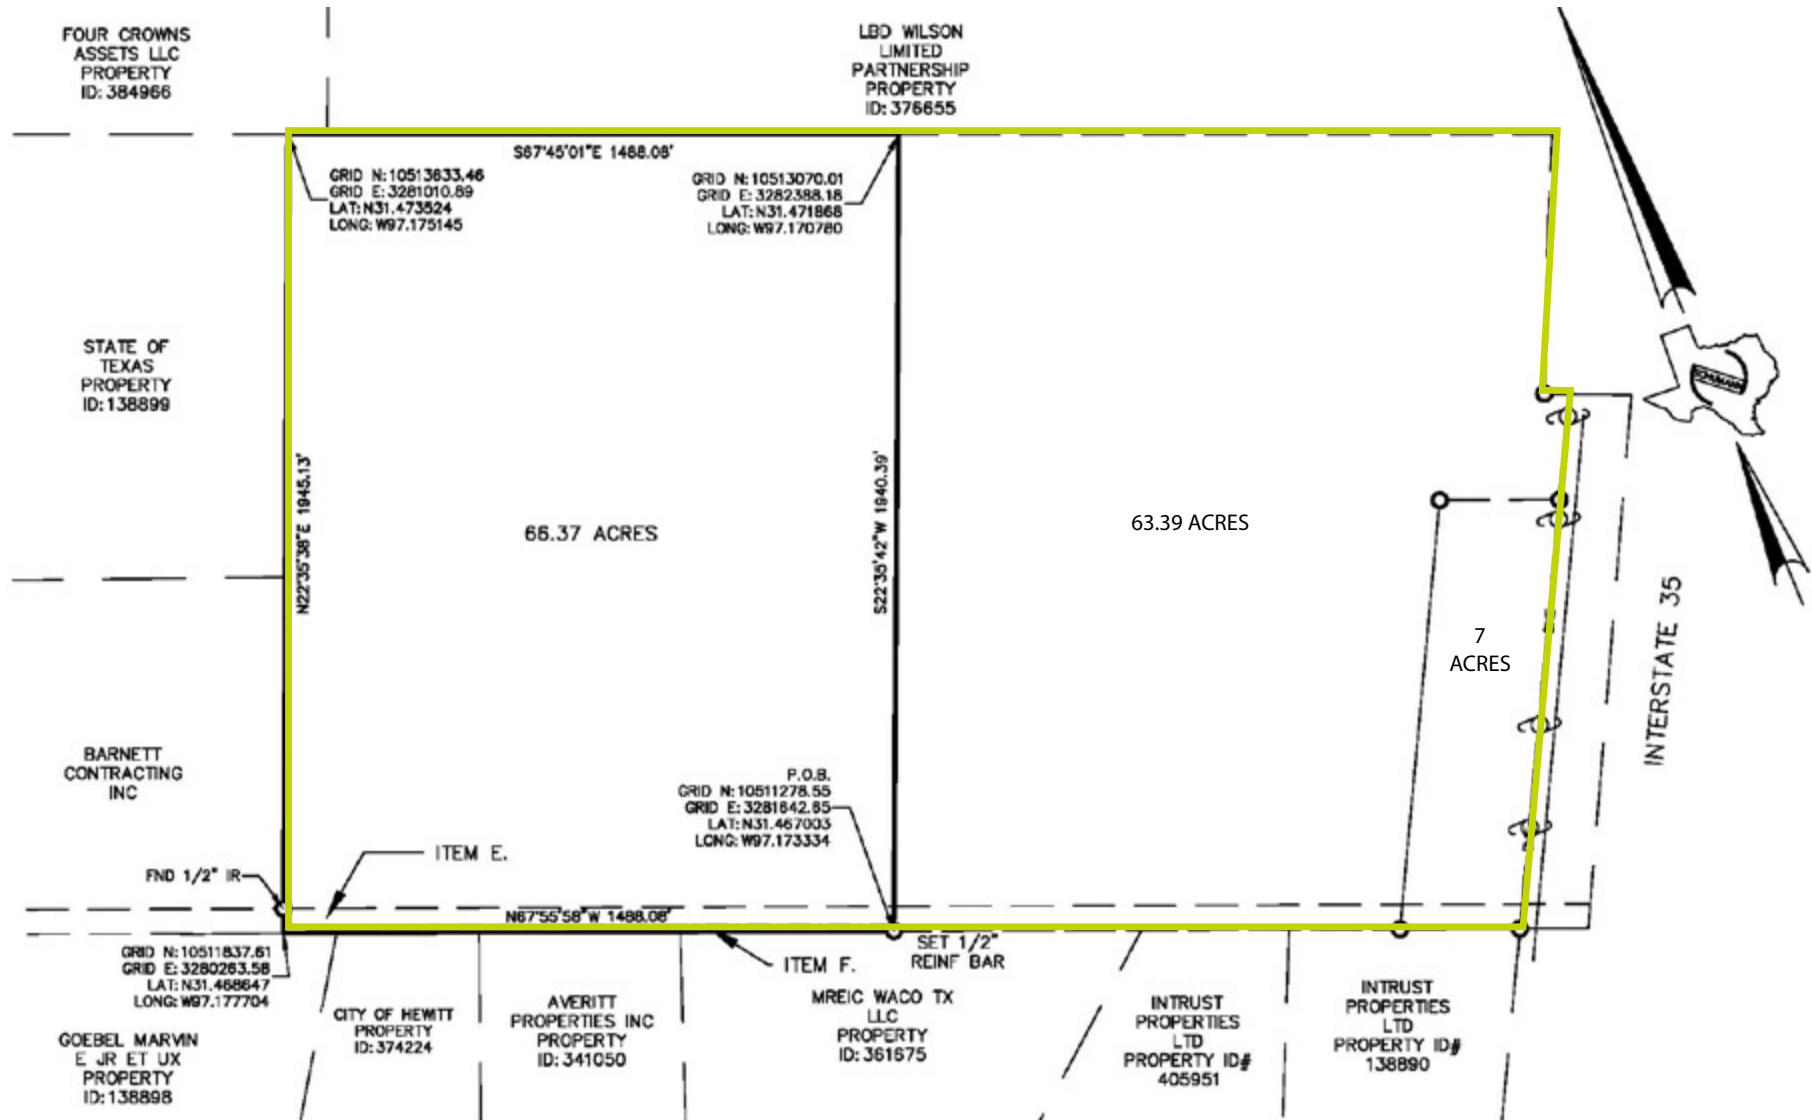 FOUR CROWNS
ASSETS LLC
PROPERTY
ID: 384966
LBD WILSON
LIMITED
PARTNERSHIP
PROPERTY
ID: 376655
S67°45'01"E 1488.08'
GRID N: 10513633.46
GRID E: 3281010.89
LAT: N31.473524
LONG: W97.175145
GRID N: 10513070.01
GRID E: 3282388.18
LAT: N31.471868
LONG: W97.170780
STATE OF
TEXAS
PROPERTY
ID: 138899
SCHUMANN
N22°35'38"E 1945.13'
S22°35'42"W 1940.39'
66.37 ACRES
63.39 ACRES
7
ACRES
INTERSTATE 35
BARNETT
CONTRACTING
INC
P.O.B.
GRID N: 10511278.55
GRID E: 3281642.65
LAT: N31.467003
LONG: W97.173334
ITEM E.
FND 1/2" IR
N67°55'58"W 1488.08'
GRID N: 10511837.61
GRID E: 3280263.58
LAT: N31.468647
LONG: W97.177704
SET 1/2"
REINF BAR
ITEM F.
GOEBEL MARVIN
E JR ET UX
PROPERTY
ID: 138898
CITY OF HEWITT
PROPERTY
ID: 374224
AVERITT
PROPERTIES INC
PROPERTY
ID: 341050
MREIC WACO TX
LLC
PROPERTY
ID: 361675
INTRUST
PROPERTIES
LTD
PROPERTY ID#
405951
INTRUST
PROPERTIES
LTD
PROPERTY ID#
138890